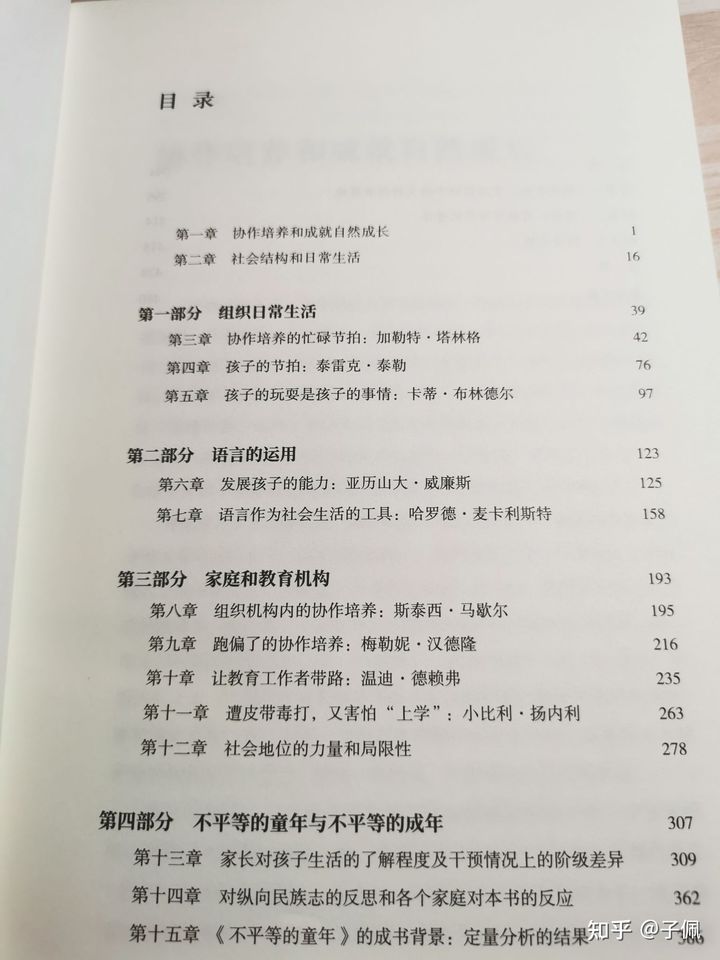 目 录
第一章 协作培养和成就自然成长 1
第二章 社会结构和日常生活 16
第一部分 组织日常生活 39
第三章 协作培养的忙碌节拍：加勒特·塔林格 42
第四章 孩子的节拍：泰雷克·泰勒 76
第五章 孩子的玩耍是孩子的事情：卡蒂·布林德尔 97
第二部分 语言的运用 123
第六章 发展孩子的能力：亚历山大·威廉斯 125
第七章 语言作为社会生活的工具：哈罗德·麦卡利斯特 158
第三部分 家庭和教育机构 193
第八章 组织机构内的协作培养：斯泰西·马歇尔 195
第九章 跑偏了的协作培养：梅勒妮·汉德隆 216
第十章 让教育工作者带路：温迪·德赖弗 235
第十一章 遭皮带毒打，又害怕“上学”：小比利·扬内利 263
第十二章 社会地位的力量和局限性 278
第四部分 不平等的童年与不平等的成年 307
第十三章 家长对孩子生活的了解程度及干预情况上的阶级差异 309
第十四章 对纵向民族志的反思和各个家庭对本书的反应 362
第十五章 《不平等的童年》的成书背景：定量分析的结果
知乎 @子佩